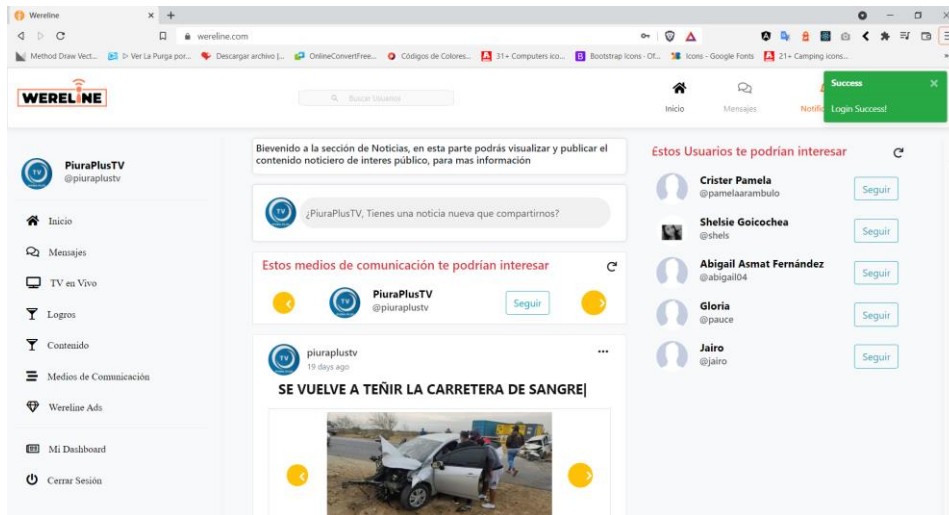 Wereline
wereline.com
Method Draw Vect...
▷ Ver La Purga por...
Descargar archivo |...
OnlineConvertFree...
Códigos de Colores...
31+ Computers ico...
Bootstrap Icons · Of...
Icons - Google Fonts
21+ Camping icons...
WERELINE
Buscar Usuarios
Inicio
Mensajes
Notific
Success
Login Success!
PiuraPlusTV
@piuraplustv
Inicio
Mensajes
TV en Vivo
Logros
Contenido
Medios de Comunicación
Wereline Ads
Mi Dashboard
Cerrar Sesión
Bievenido a la sección de Noticias, en esta parte podrás visualizar y publicar el
contenido noticiero de interes público, para mas información
TV
¿PiuraPlusTV, Tienes una noticia nueva que compartirnos?
Estos medios de comunicación te podrían interesar
TV
PiuraPlusTV
@piuraplustv
Seguir
TV
piuraplustv
19 days ago
SE VUELVE A TEÑIR LA CARRETERA DE SANGRE|
Estos Usuarios te podrían interesar
Crister Pamela
@pamelaarambulo
Seguir
Shelsie Goicochea
@shels
Seguir
Abigail Asmat Fernández
@abigail04
Seguir
Gloria
@pauce
Seguir
Jairo
@jairo
Seguir